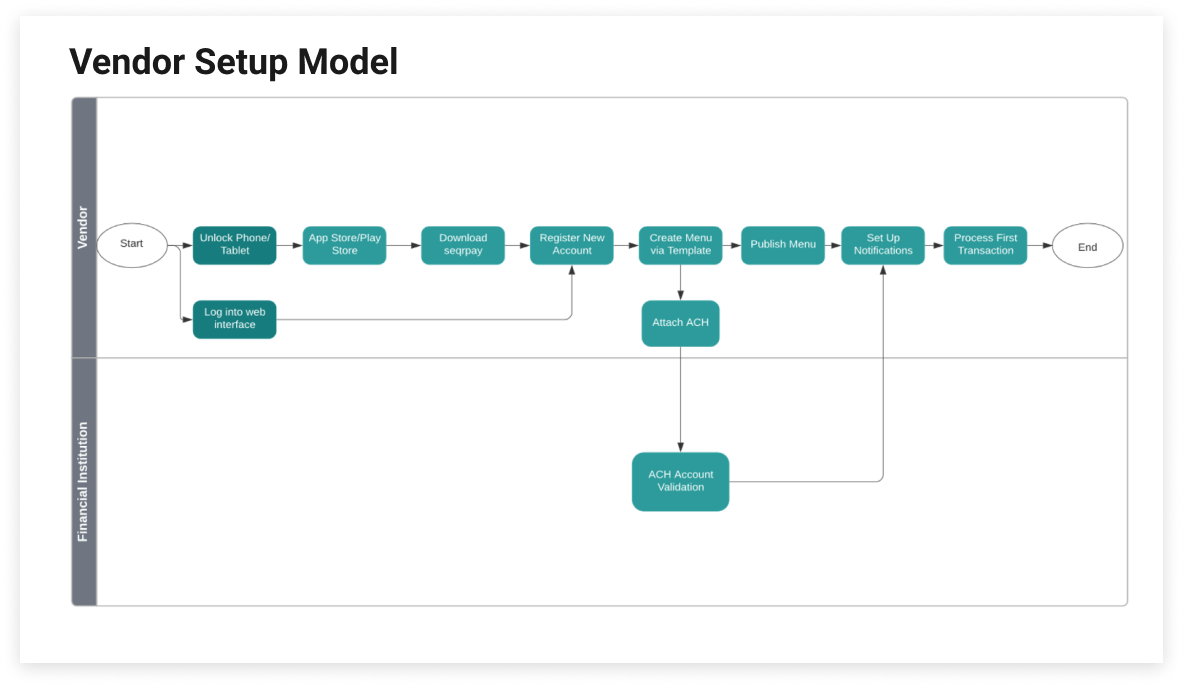 Vendor Setup Model
Vendor
Start
Unlock Phone/
Tablet
App Store/Play
Store
Download
seqrpay
Register New
Account
Create Menu
via Template
Publish Menu
Set Up
Notifications
Process First
Transaction
End
Log into web
interface
Attach ACH
Financial Institution
ACH Account
Validation